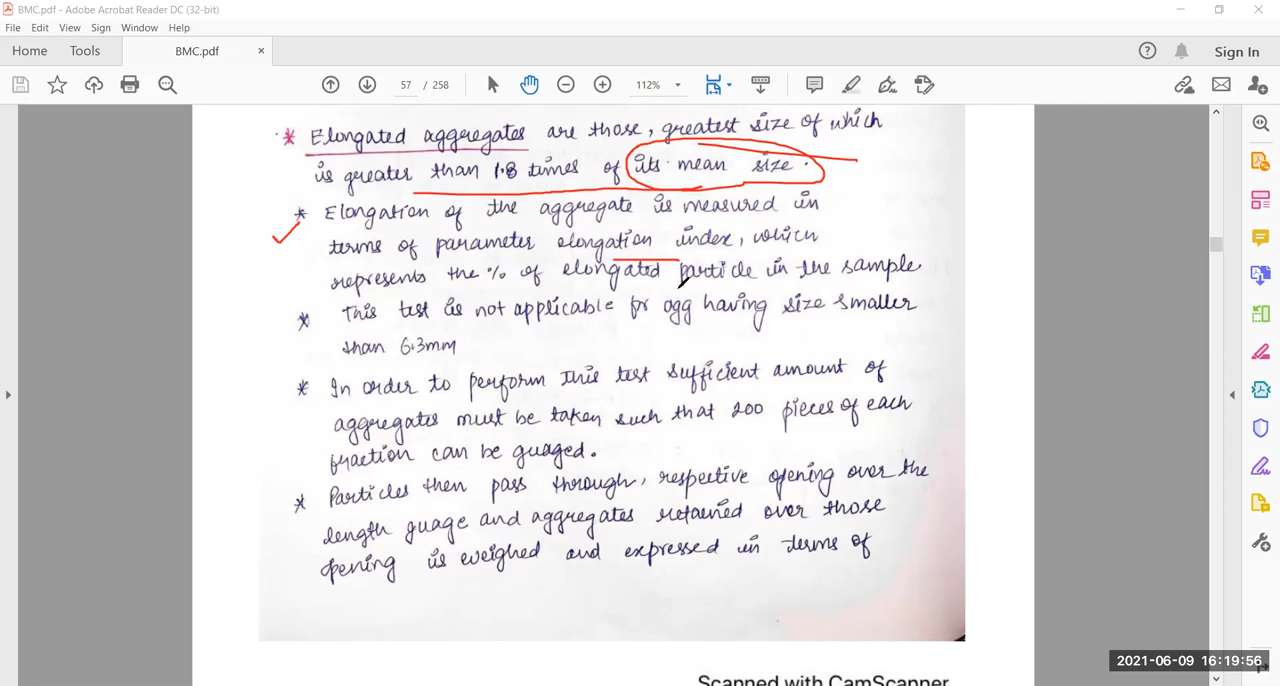 BMC.pdf - Adobe Acrobat Reader DC (32-bit)
File Edit View Sign Window Help
Home Tools BMC.pdf × Sign In
57 / 258 112%
* Elongated aggregates are those, greatest size of which
is greater than 1.8 times of its mean size.
* Elongation of the aggregate is measured in
terms of parameter elongation index, which
represents the % of elongated particle in the sample
* This test is not applicable for agg having size smaller
than 6.3mm
* In order to perform this test sufficient amount of
aggregates must be taken such that 200 pieces of each
fraction can be guaged.
* Particles then pass through, respective opening over the
length guage and aggregates retained over those
opening is weighed and expressed in terms of
Scanned with CamScanner
2021-06-09 16:19:56